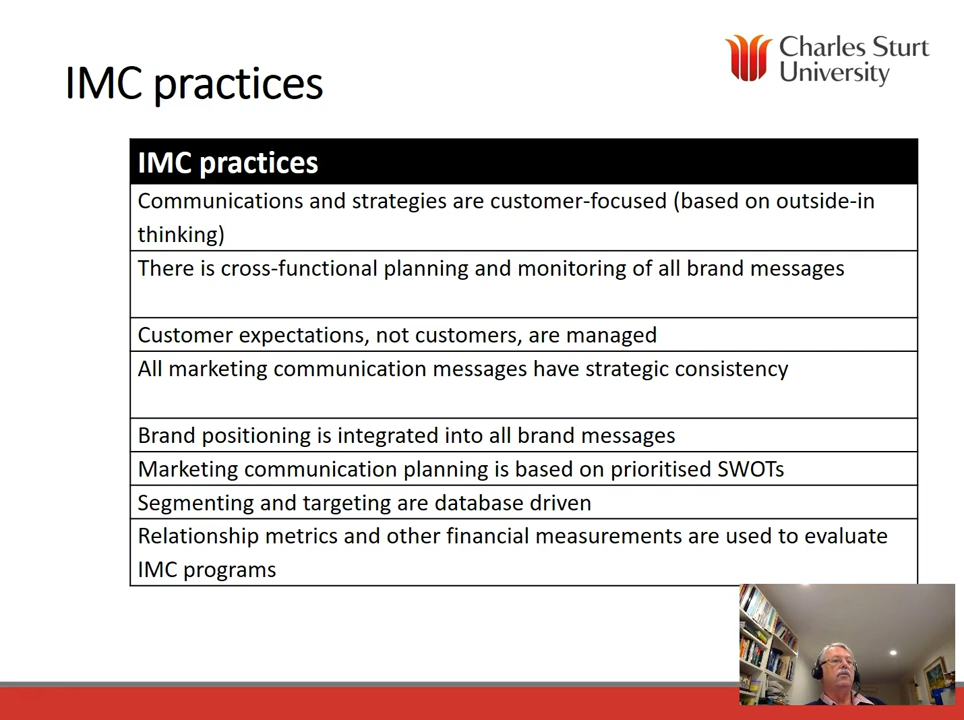 Charles Sturt
University
IMC practices
IMC practices
Communications and strategies are customer-focused (based on outside-in
thinking)
There is cross-functional planning and monitoring of all brand messages
Customer expectations, not customers, are managed
All marketing communication messages have strategic consistency
Brand positioning is integrated into all brand messages
Marketing communication planning is based on prioritised SWOTs
Segmenting and targeting are database driven
Relationship metrics and other financial measurements are used to evaluate
IMC programs